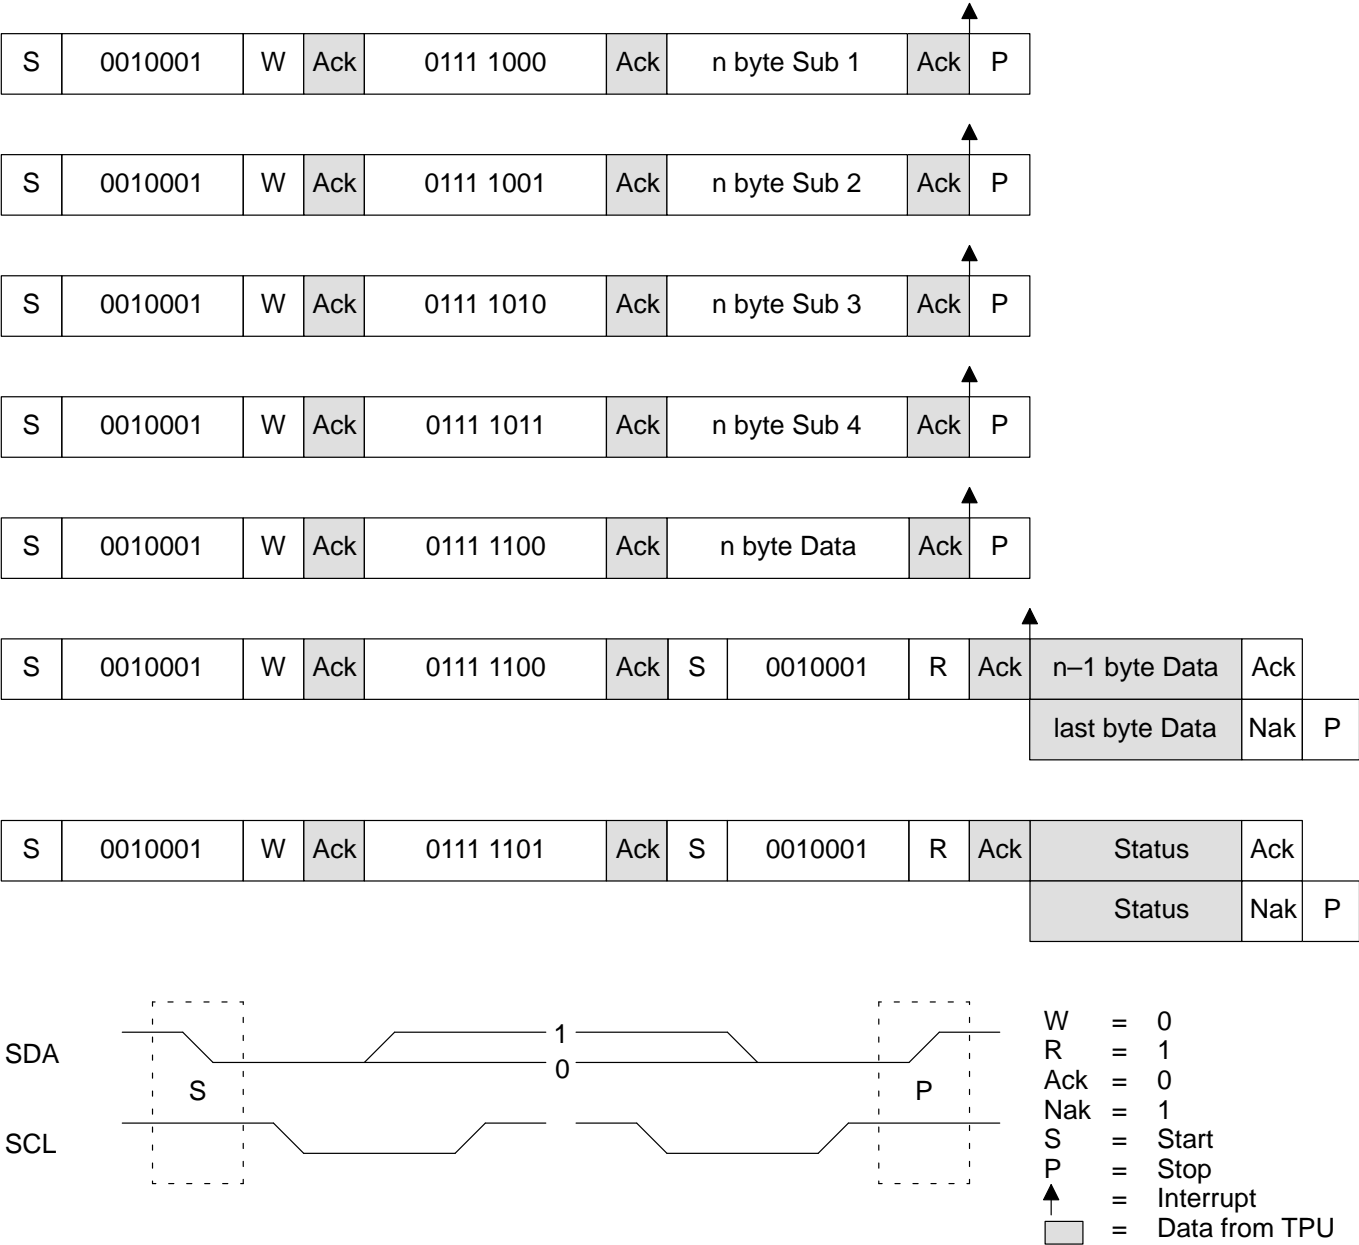 S 0010001 W Ack 0111 1000 Ack n byte Sub 1 Ack P
S 0010001 W Ack 0111 1001 Ack n byte Sub 2 Ack P
S 0010001 W Ack 0111 1010 Ack n byte Sub 3 Ack P
S 0010001 W Ack 0111 1011 Ack n byte Sub 4 Ack P
S 0010001 W Ack 0111 1100 Ack n byte Data Ack P
S 0010001 W Ack 0111 1100 Ack S 0010001 R Ack n–1 byte Data Ack
last byte Data Nak P
S 0010001 W Ack 0111 1101 Ack S 0010001 R Ack Status Ack
Status Nak P
SDA
1
0
S
P
SCL
W = 0
R = 1
Ack = 0
Nak = 1
S = Start
P = Stop
= Interrupt
= Data from TPU